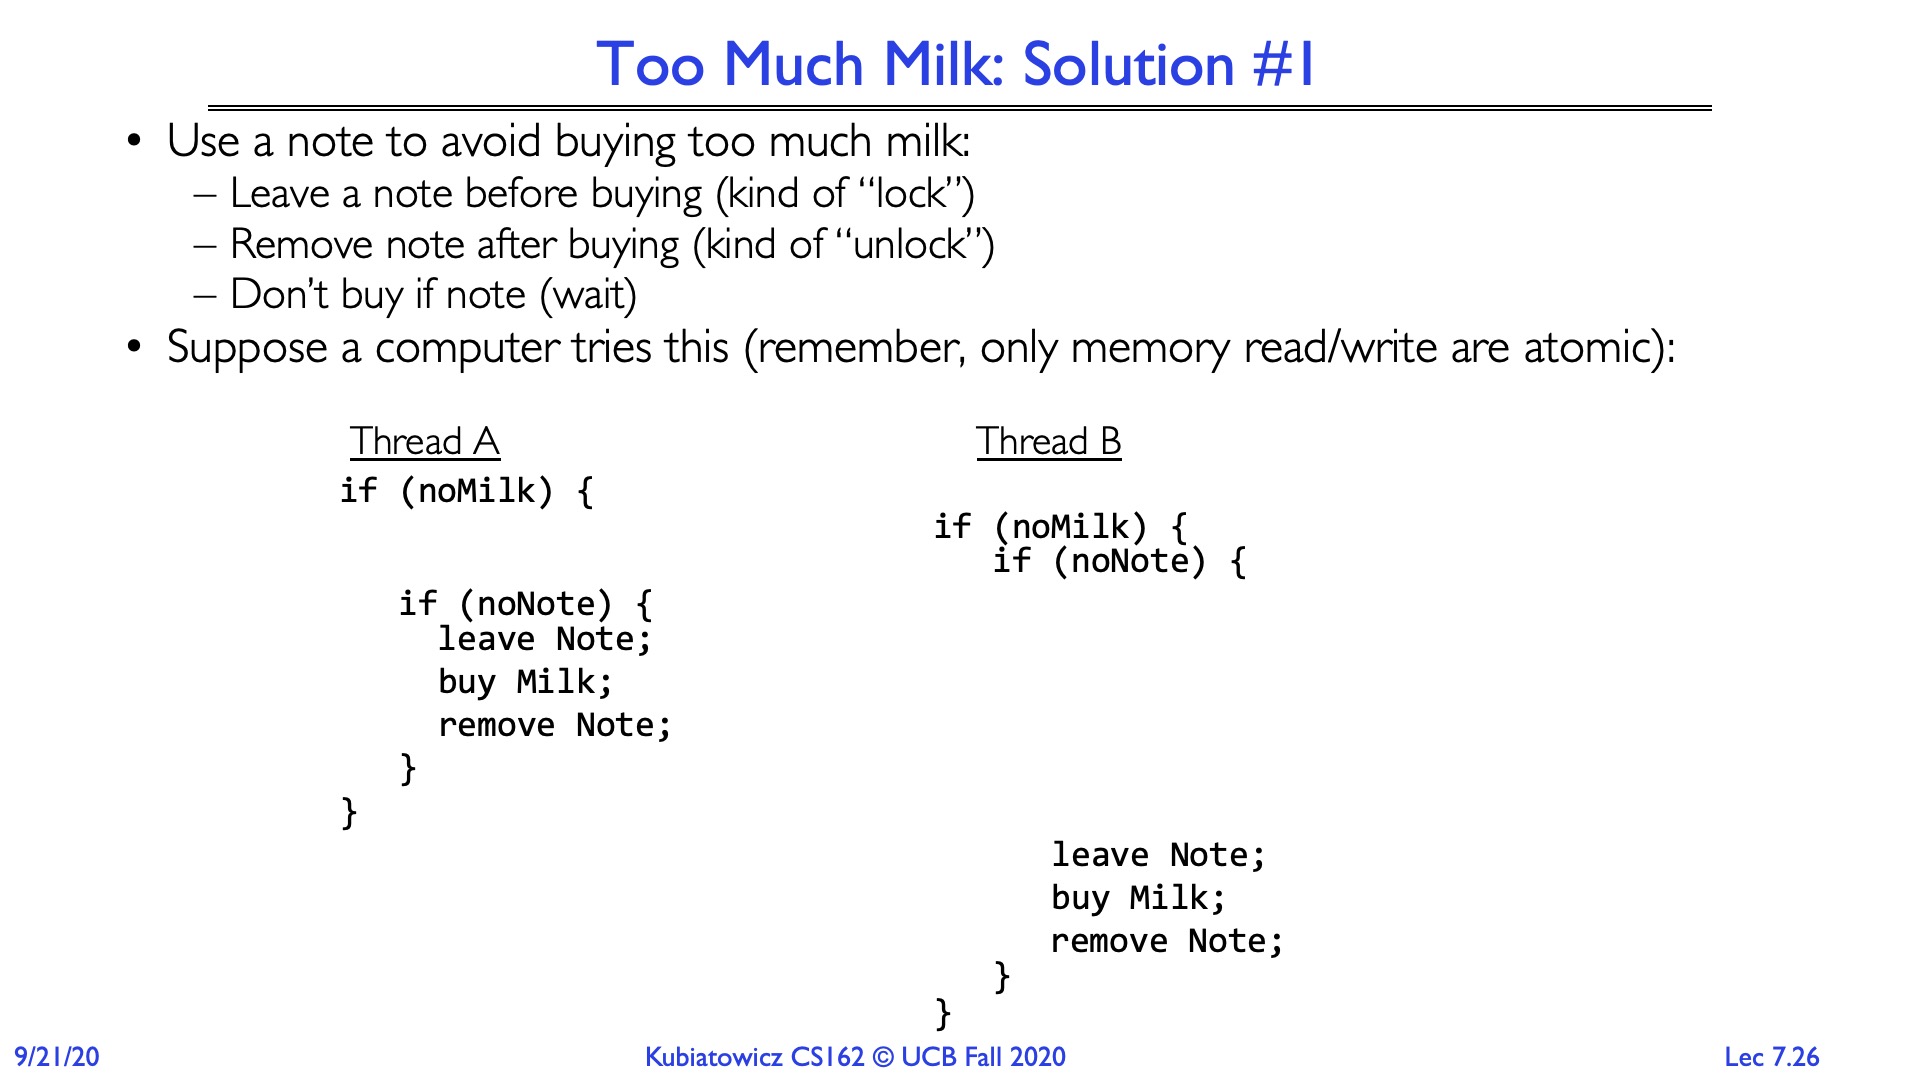 Too Much Milk: Solution #1
• Use a note to avoid buying too much milk:
– Leave a note before buying (kind of “lock”)
– Remove note after buying (kind of “unlock”)
– Don’t buy if note (wait)
• Suppose a computer tries this (remember, only memory read/write are atomic):
Thread A
if (noMilk) {
if (noNote) {
leave Note;
buy Milk;
remove Note;
}
}
Thread B
if (noMilk) {
if (noNote) {
leave Note;
buy Milk;
remove Note;
}
}
9/21/20
Kubiatowicz CS162 © UCB Fall 2020
Lec 7.26